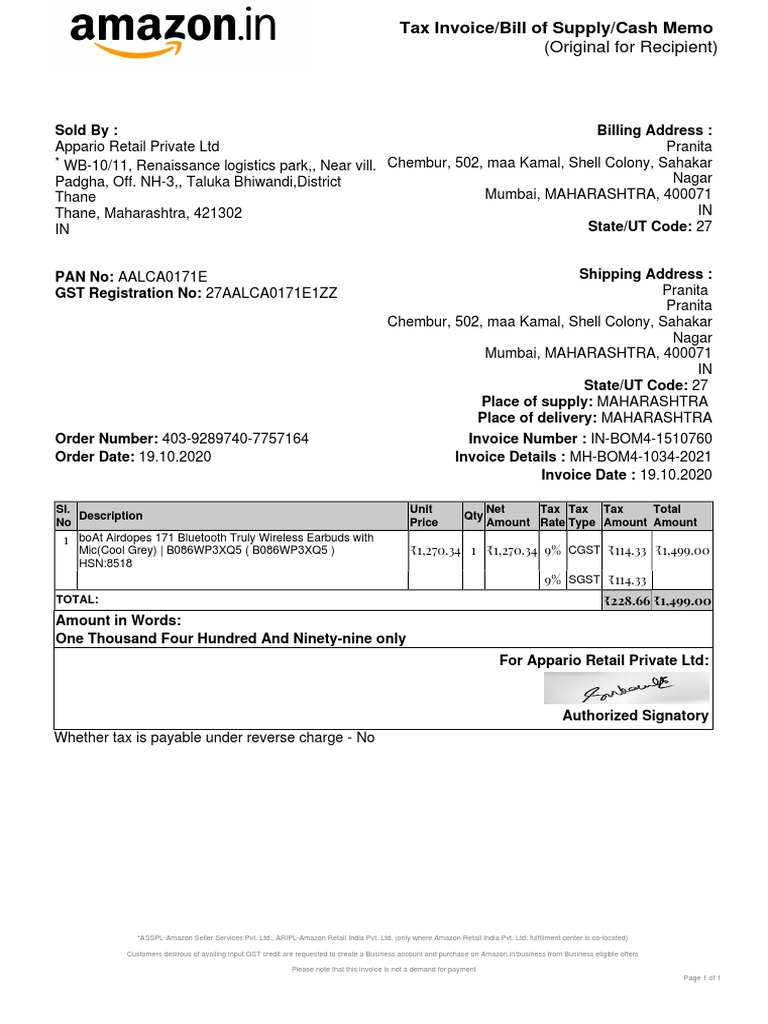 amazon.in
Tax Invoice/Bill of Supply/Cash Memo
(Original for Recipient)
Sold By :
Appario Retail Private Ltd
* WB-10/11, Renaissance logistics park,, Near vill.
Padgha, Off. NH-3,, Taluka Bhiwandi,District
Thane
Thane, Maharashtra, 421302
IN
Billing Address :
Pranita
Chembur, 502, maa Kamal, Shell Colony, Sahakar
Nagar
Mumbai, MAHARASHTRA, 400071
IN
State/UT Code: 27
PAN No: AALCA0171E
GST Registration No: 27AALCA0171E1ZZ
Shipping Address :
Pranita
Pranita
Chembur, 502, maa Kamal, Shell Colony, Sahakar
Nagar
Mumbai, MAHARASHTRA, 400071
IN
State/UT Code: 27
Place of supply: MAHARASHTRA
Place of delivery: MAHARASHTRA
Order Number: 403-9289740-7757164
Order Date: 19.10.2020
Invoice Number : IN-BOM4-1510760
Invoice Details : MH-BOM4-1034-2021
Invoice Date : 19.10.2020
Sl. No Description Unit Price Qty Net Amount Tax Rate Tax Type Tax Amount Total Amount
1 boAt Airdopes 171 Bluetooth Truly Wireless Earbuds with
Mic(Cool Grey) | B086WP3XQ5 ( B086WP3XQ5 )
HSN:8518
₹1,270.34 1 ₹1,270.34 9% CGST ₹114.33 ₹1,499.00
9% SGST ₹114.33
TOTAL: ₹228.66 ₹1,499.00
Amount in Words:
One Thousand Four Hundred And Ninety-nine only
For Appario Retail Private Ltd:
Authorized Signatory
Whether tax is payable under reverse charge - No
*ASSPL-Amazon Seller Services Pvt. Ltd., ARIPL-Amazon Retail India Pvt. Ltd. (only where Amazon Retail India Pvt. Ltd. fulfillment center is co-located)
Customers desirous of availing input GST credit are requested to create a Business account and purchase on Amazon.in/business from Business eligible offers
Please note that this invoice is not a demand for payment
Page 1 of 1